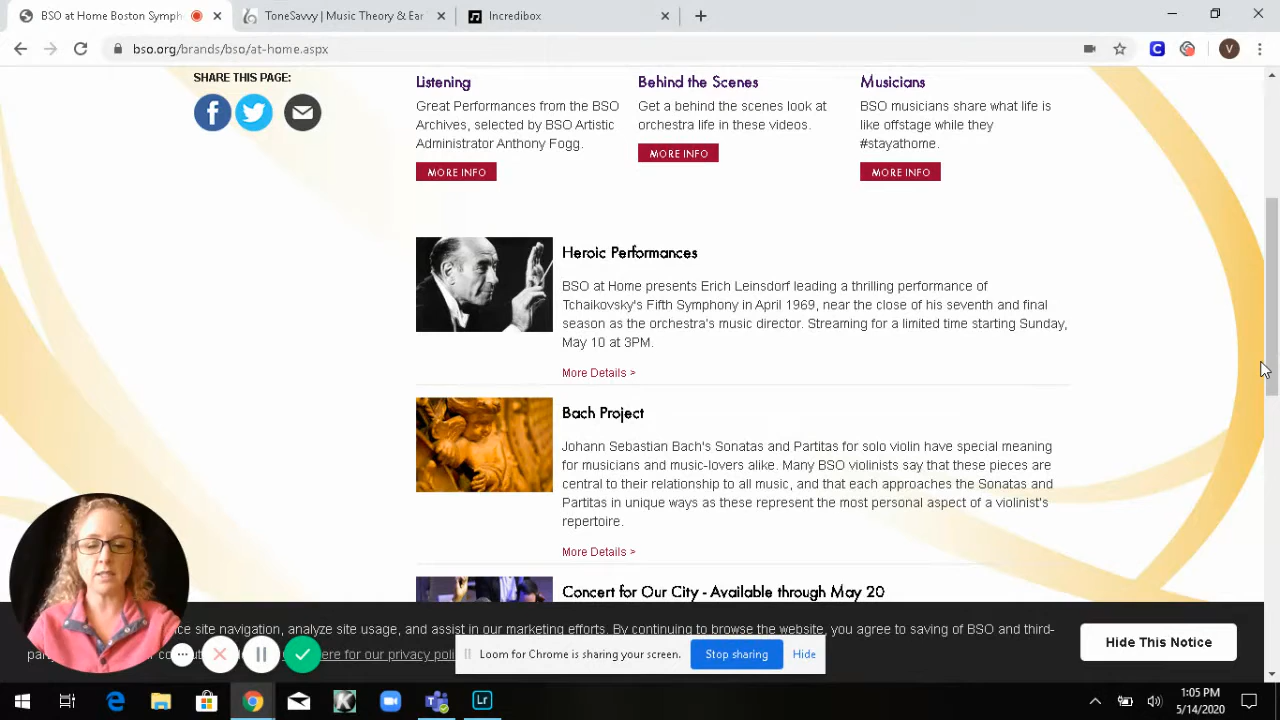 BSO at Home Boston Symph
ToneSavvy | Music Theory & Ear
Incredibox
bso.org/brands/bso/at-home.aspx
V
SHARE THIS PAGE:
Listening
Great Performances from the BSO
Archives, selected by BSO Artistic
Administrator Anthony Fogg.
MORE INFO
Behind the Scenes
Get a behind the scenes look at
orchestra life in these videos.
MORE INFO
Musicians
BSO musicians share what life is
like offstage while they
#stayathome.
MORE INFO
Heroic Performances
BSO at Home presents Erich Leinsdorf leading a thrilling performance of
Tchaikovsky's Fifth Symphony in April 1969, near the close of his seventh and final
season as the orchestra's music director. Streaming for a limited time starting Sunday,
May 10 at 3PM.
More Details >
Bach Project
Johann Sebastian Bach's Sonatas and Partitas for solo violin have special meaning
for musicians and music-lovers alike. Many BSO violinists say that these pieces are
central to their relationship to all music, and that each approaches the Sonatas and
Partitas in unique ways as these represent the most personal aspect of a violinist's
repertoire.
More Details >
Concert for Our City - Available through May 20
site navigation, analyze site usage, and assist in our marketing efforts. By continuing to browse the website, you agree to saving of BSO and third-
for our privacy
Hide This Notice
Loom for Chrome is sharing your screen.
Stop sharing
Hide
Lr
1:05 PM
5/14/2020